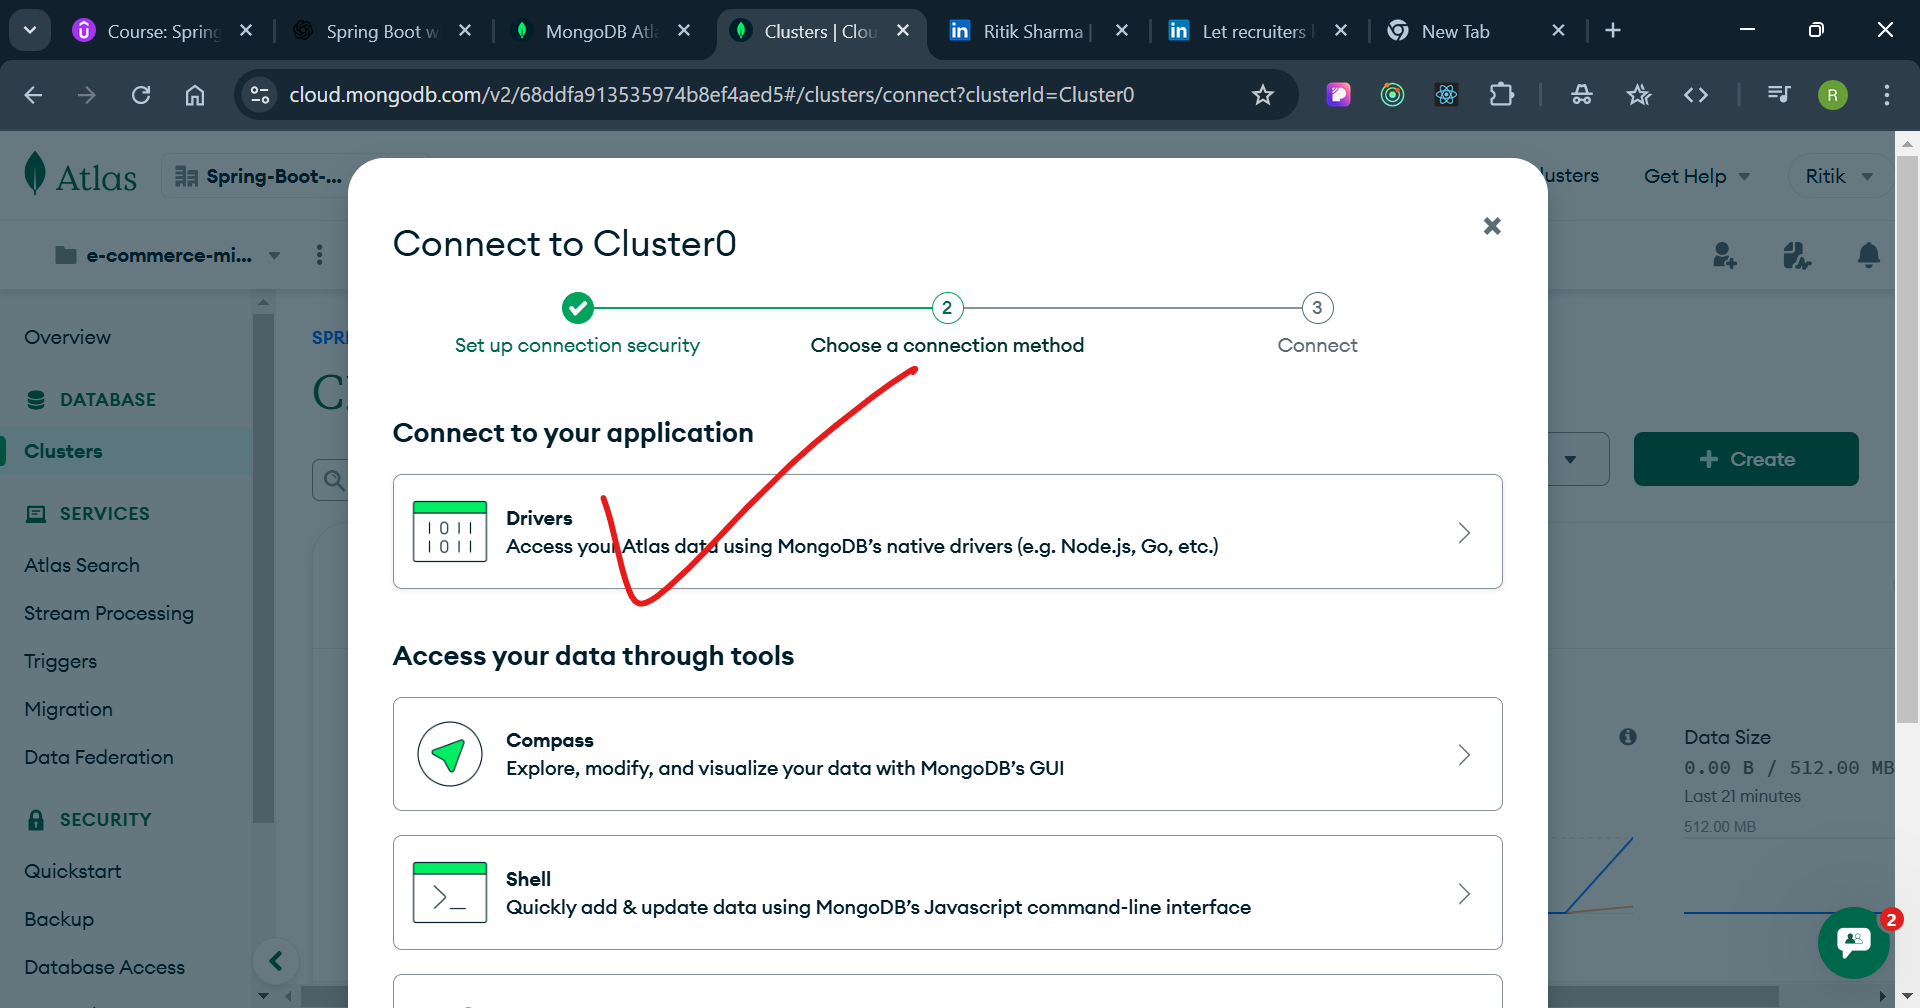 Course: Spring
Spring Boot w
MongoDB Atla
Clusters | Clou
Ritik Sharma |
Let recruiters k
New Tab
cloud.mongodb.com/v2/68ddfa913535974b8ef4aed5#/clusters/connect?clusterId=Cluster0
R
Atlas
Spring-Boot-...
lusters
Get Help
Ritik
e-commerce-mi...
Connect to Cluster0
2
3
Set up connection security
Choose a connection method
Connect
Overview
DATABASE
Clusters
SERVICES
Atlas Search
Stream Processing
Triggers
Migration
Data Federation
SECURITY
Quickstart
Backup
Database Access
SPRI
Cl
Connect to your application
Drivers
Access your Atlas data using MongoDB's native drivers (e.g. Node.js, Go, etc.)
Access your data through tools
Compass
Explore, modify, and visualize your data with MongoDB's GUI
Shell
Quickly add & update data using MongoDB's Javascript command-line interface
+ Create
Data Size
0.00 B / 512.00 MB
Last 21 minutes
512.00 MB
2